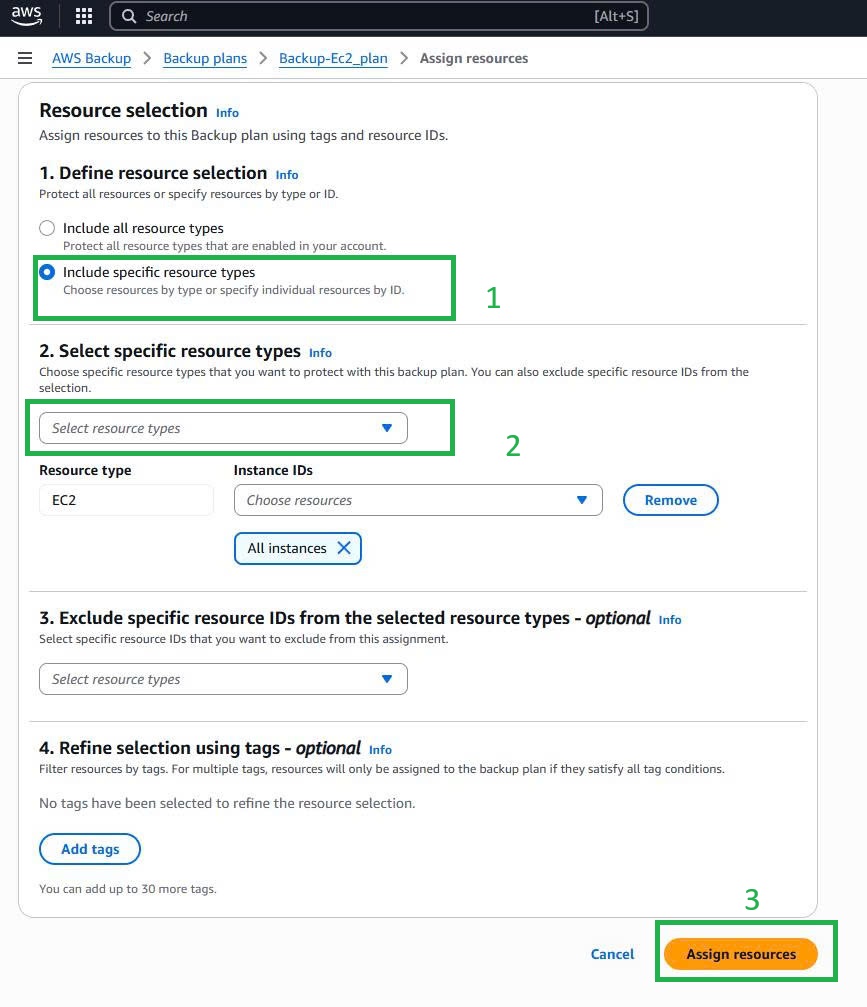 aws
Search [Alt+S]
AWS Backup > Backup plans > Backup-Ec2_plan > Assign resources
Resource selection Info
Assign resources to this Backup plan using tags and resource IDs.
1. Define resource selection Info
Protect all resources or specify resources by type or ID.
Include all resource types
Protect all resource types that are enabled in your account.
Include specific resource types
Choose resources by type or specify individual resources by ID.
1
2. Select specific resource types Info
Choose specific resource types that you want to protect with this backup plan. You can also exclude specific resource IDs from the
selection.
Select resource types
2
Resource type Instance IDs
EC2 Choose resources Remove
All instances
3. Exclude specific resource IDs from the selected resource types - optional Info
Select specific resource IDs that you want to exclude from this assignment.
Select resource types
4. Refine selection using tags - optional Info
Filter resources by tags. For multiple tags, resources will only be assigned to the backup plan if they satisfy all tag conditions.
No tags have been selected to refine the resource selection.
Add tags
You can add up to 30 more tags.
3
Cancel Assign resources